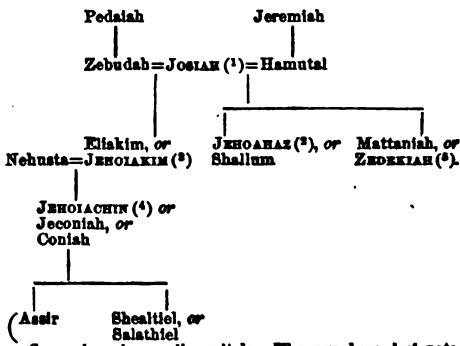 Pedaiah Jeremiah
Zebudah=JOSIAH (1)=Hamutal
Eliakim, or JEHOAHAZ (2), or Mattaniah, or
Nehusta=JEHOIAKIM (3) Shallum ZEDEKIAH (5).
JEHOIACHIN (4) or
Jeconiah, or
Coniah
(Assir Shealtiel, or
Salathiel